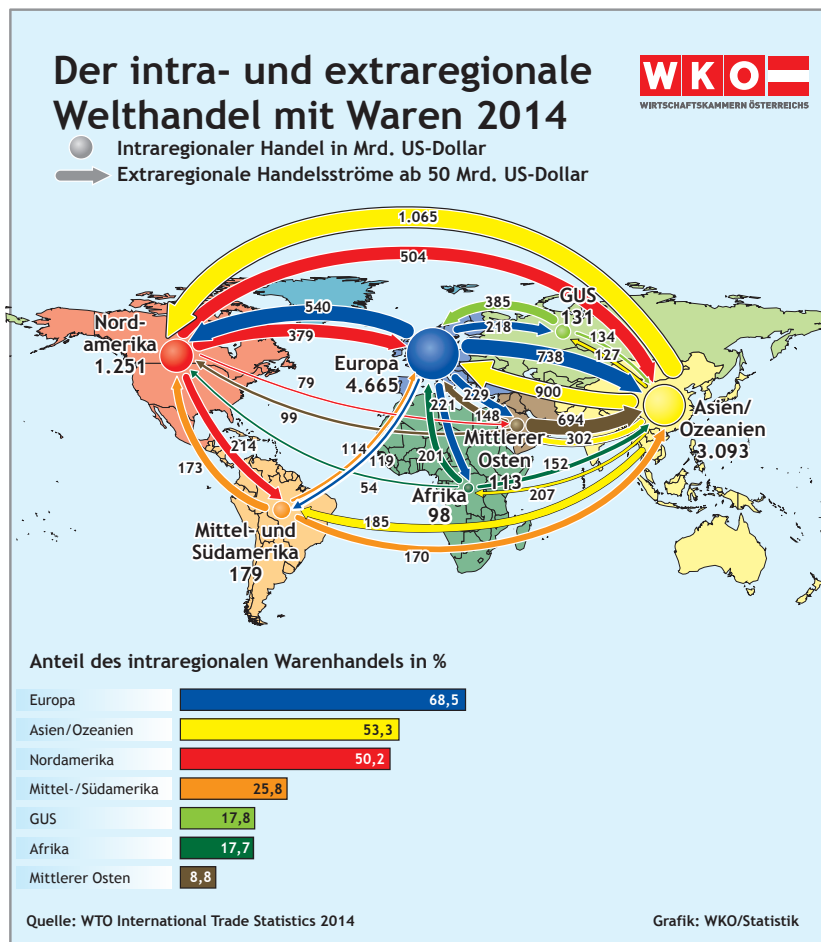 Der intra- und extraregionale
Welthandel mit Waren 2014
WKO
WIRTSCHAFTSKAMMERN ÖSTERREICHS
Intraregionaler Handel in Mrd. US-Dollar
Extraregionale Handelsströme ab 50 Mrd. US-Dollar
1.065
504
385
GUS
131
540
218
134
Nord-
amerika
1.251
379
127
Europa
4.665
738
79
900
229
221
148
99
694
Asien/
Ozeanien
3.093
Mittlerer
Osten
113
302
114
119
201
152
173
214
54
Afrika
98
207
185
Mittel- und
Südamerika
179
170
Anteil des intraregionalen Warenhandels in %
Europa 68,5
Asien/Ozeanien 53,3
Nordamerika 50,2
Mittel-/Südamerika 25,8
GUS 17,8
Afrika 17,7
Mittlerer Osten 8,8
Quelle: WTO International Trade Statistics 2014
Grafik: WKO/Statistik